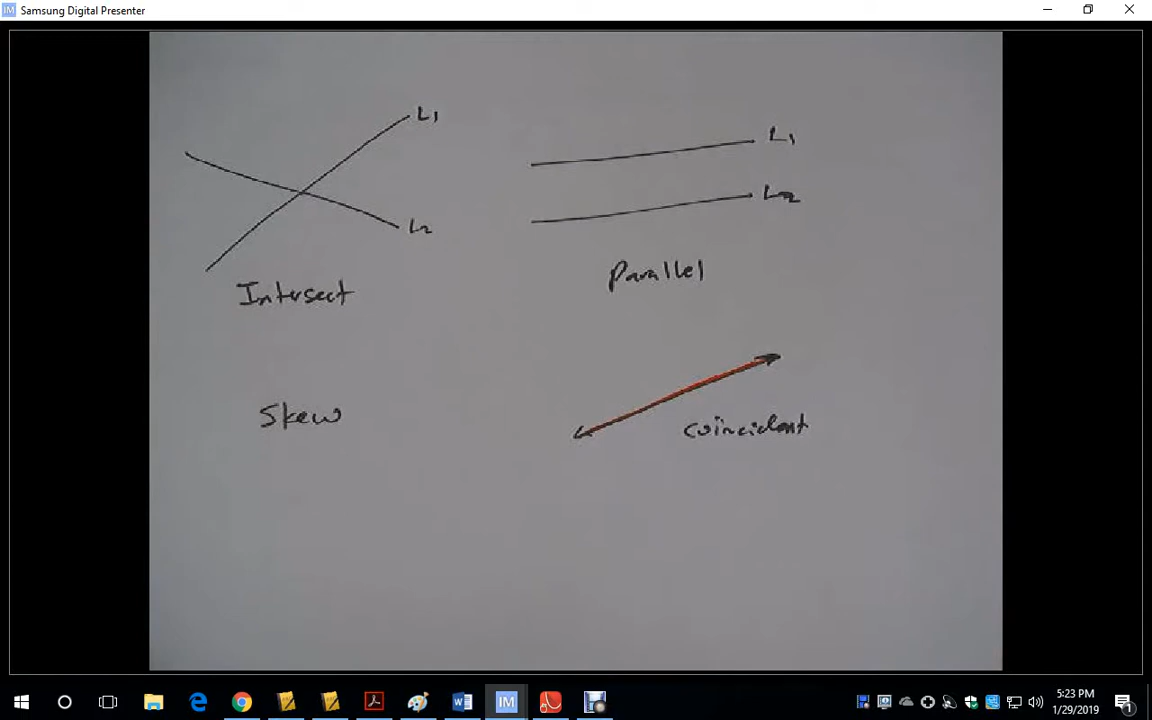 Samsung Digital Presenter
L1
L2
Intersect
L1
L2
Parallel
Skew
coincident
5:23 PM
1/29/2019